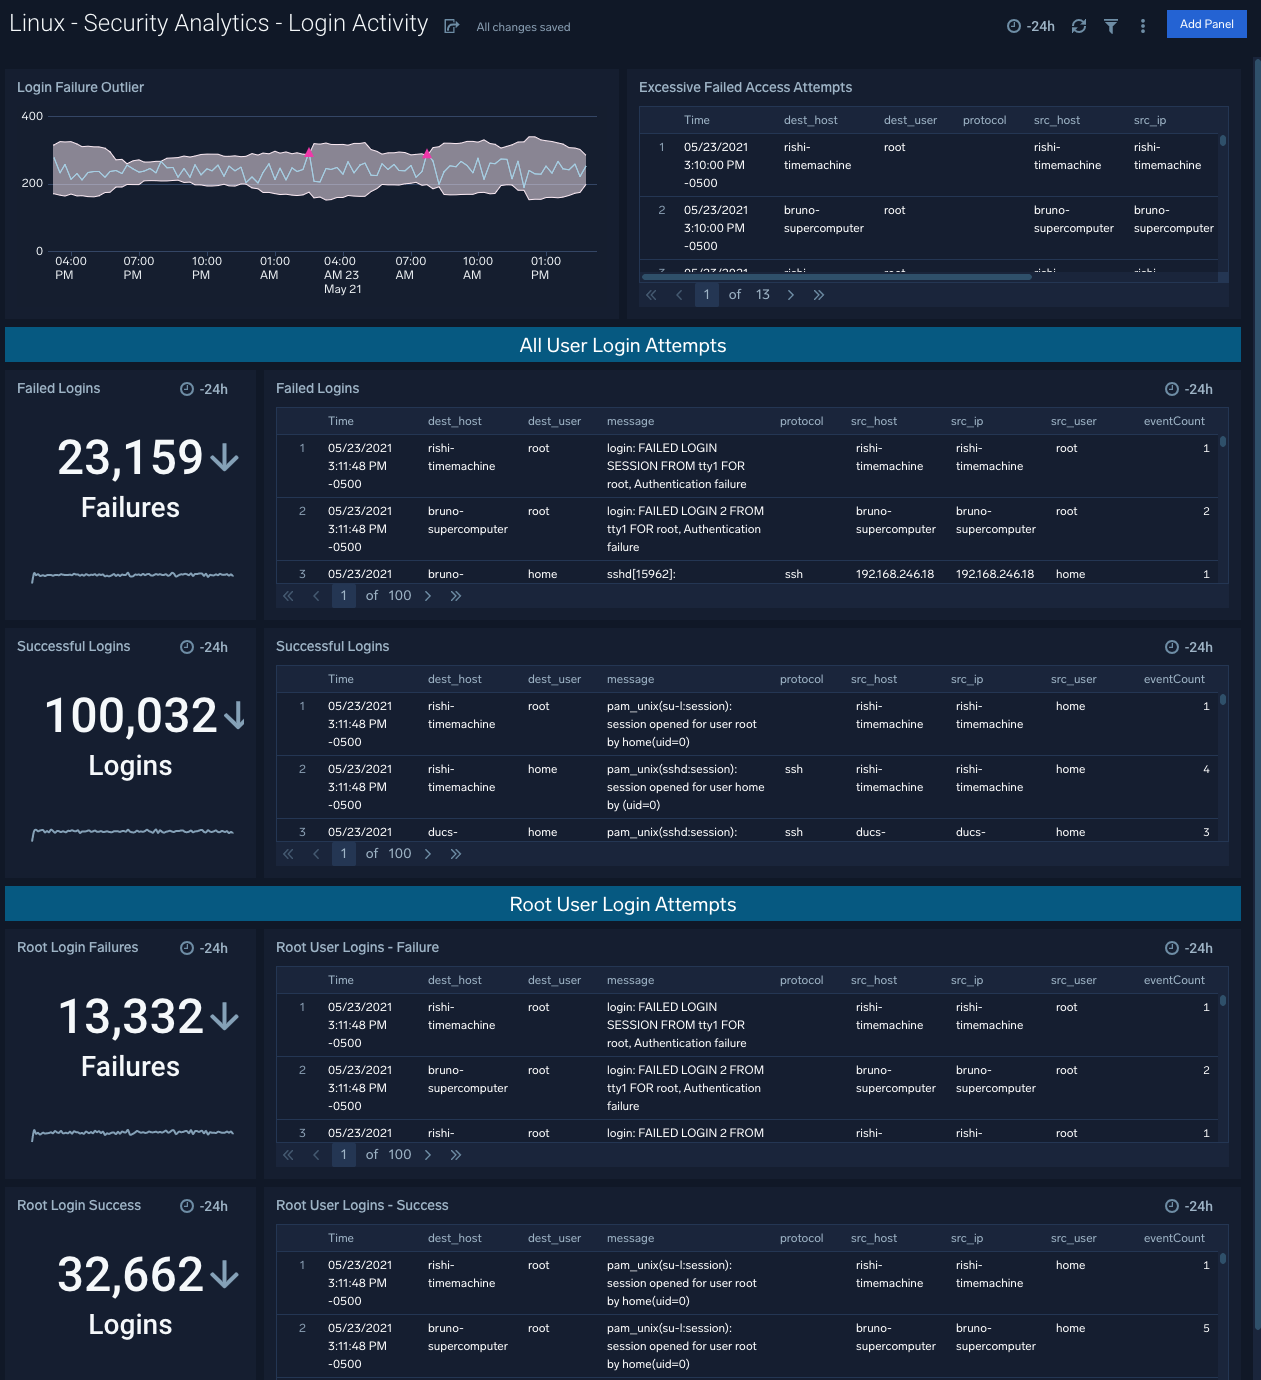 Linux - Security Analytics - Login Activity
All changes saved
-24h
Add Panel
Login Failure Outlier
400
200
0
04:00 PM
07:00 PM
10:00 PM
01:00 AM
04:00 AM 23 May 21
07:00 AM
10:00 AM
01:00 PM
Excessive Failed Access Attempts
Time dest_host dest_user protocol src_host src_ip
1 05/23/2021 rishi- root rishi- rishi-
3:10:00 PM timemachine timemachine timemachine
-0500
2 05/23/2021 bruno- root bruno- bruno-
3:10:00 PM supercomputer supercomputer supercomputer
-0500
1 of 13
All User Login Attempts
Failed Logins -24h
23,159
Failures
Failed Logins -24h
Time dest_host dest_user message protocol src_host src_ip src_user eventCount
1 05/23/2021 rishi- root login: FAILED LOGIN rishi- rishi- root 1
3:11:48 PM timemachine SESSION FROM tty1 FOR timemachine timemachine
-0500 root, Authentication failure
2 05/23/2021 bruno- root login: FAILED LOGIN 2 FROM bruno- bruno- root 2
3:11:48 PM supercomputer tty1 FOR root, Authentication supercomputer supercomputer
-0500 failure
3 05/23/2021 bruno- home sshd[15962]: ssh 192.168.246.18 192.168.246.18 home 1
1 of 100
Successful Logins -24h
100,032
Logins
Successful Logins -24h
Time dest_host dest_user message protocol src_host src_ip src_user eventCount
1 05/23/2021 rishi- root pam_unix(su-l:session): rishi- rishi- home 1
3:11:48 PM timemachine session opened for user root timemachine timemachine
-0500 by home(uid=0)
2 05/23/2021 rishi- home pam_unix(sshd:session): ssh rishi- rishi- home 4
3:11:48 PM timemachine session opened for user home timemachine timemachine
-0500 by (uid=0)
3 05/23/2021 ducs- home pam_unix(sshd:session): ssh ducs- ducs- home 3
1 of 100
Root User Login Attempts
Root Login Failures -24h
13,332
Failures
Root User Logins - Failure -24h
Time dest_host dest_user message protocol src_host src_ip src_user eventCount
1 05/23/2021 rishi- root login: FAILED LOGIN rishi- rishi- root 1
3:11:48 PM timemachine SESSION FROM tty1 FOR timemachine timemachine
-0500 root, Authentication failure
2 05/23/2021 bruno- root login: FAILED LOGIN 2 FROM bruno- bruno- root 2
3:11:48 PM supercomputer tty1 FOR root, Authentication supercomputer supercomputer
-0500 failure
3 05/23/2021 rishi- root login: FAILED LOGIN 2 FROM rishi- rishi- root 1
1 of 100
Root Login Success -24h
32,662
Logins
Root User Logins - Success -24h
Time dest_host dest_user message protocol src_host src_ip src_user eventCount
1 05/23/2021 rishi- root pam_unix(su-l:session): rishi- rishi- home 1
3:11:48 PM timemachine session opened for user root timemachine timemachine
-0500 by home(uid=0)
2 05/23/2021 bruno- root pam_unix(su-l:session): bruno- bruno- home 5
3:11:48 PM supercomputer session opened for user root supercomputer supercomputer
-0500 by home(uid=0)